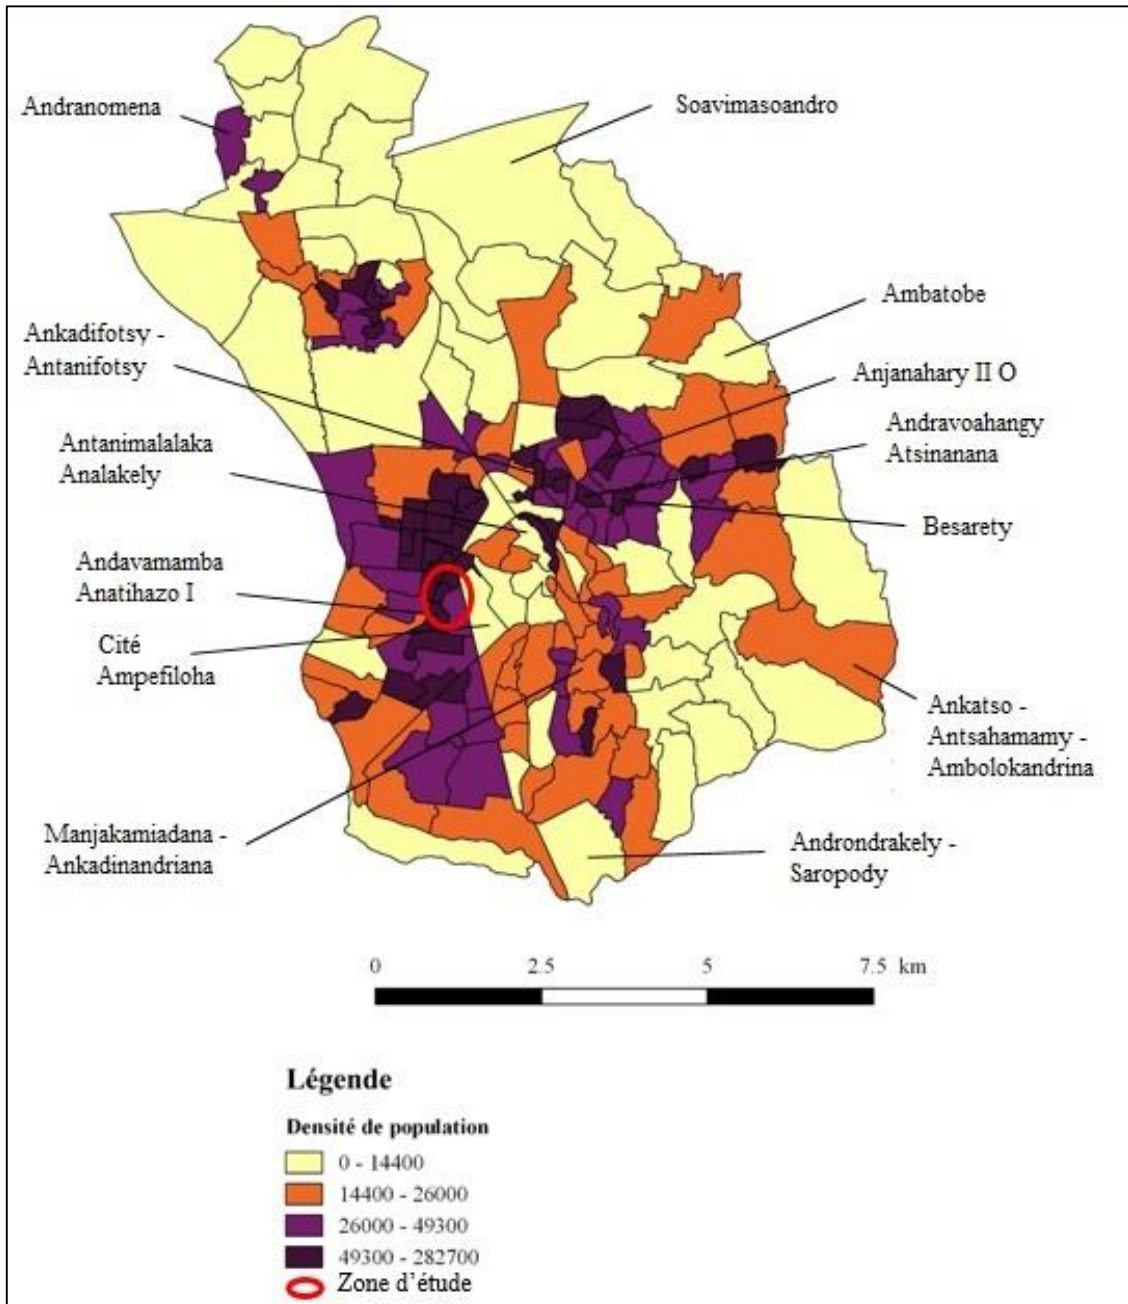 Andranomena
Soavimasoandro
Ambatobe
Ankadifotsy -
Antanifotsy
Anjanahary II O
Andravoahangy
Atsinanana
Antanimalalaka
Analakely
Besarety
Andavamamba
Anatihazo I
Cité
Ampefiloha
Ankatso -
Antsahamamy -
Ambolokandrina
Manjakamiadana -
Ankadinandriana
Androndrakely -
Saropody
0 2.5 5 7.5 km
Légende
Densité de population
0 - 14400
14400 - 26000
26000 - 49300
49300 - 282700
Zone d'étude